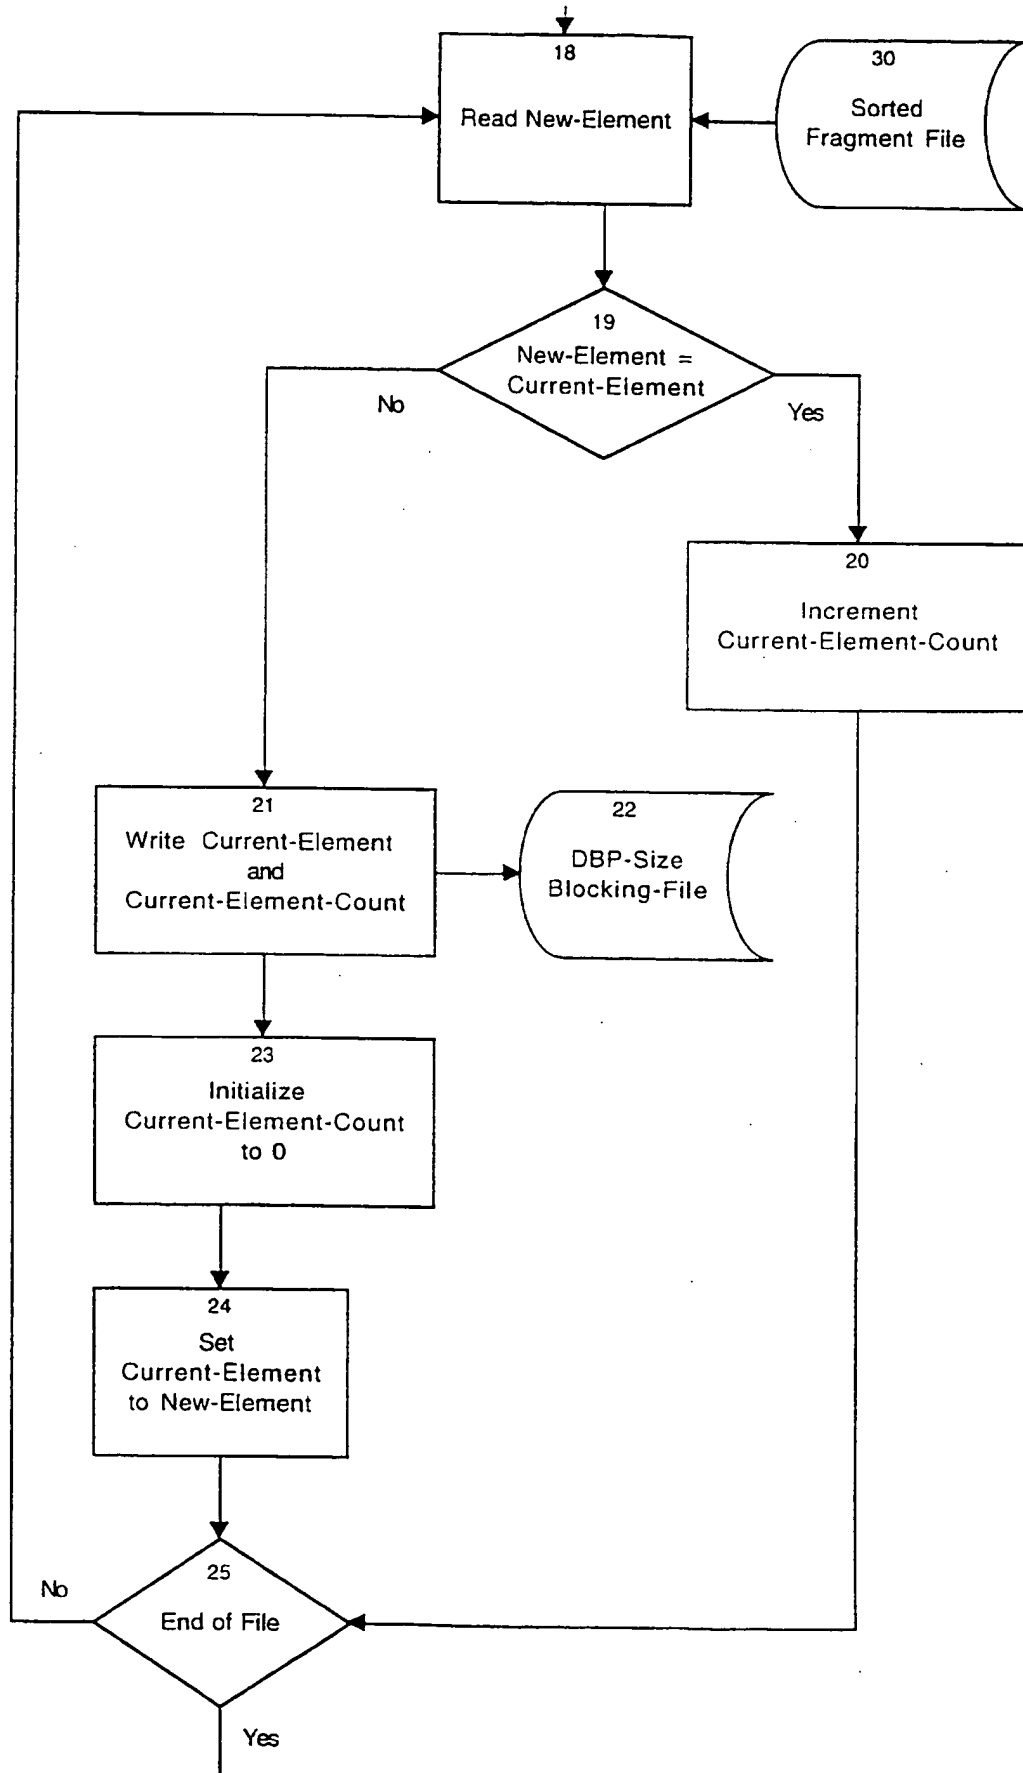 18
Read New-Element
30
Sorted
Fragment File
19
New-Element =
Current-Element
No
Yes
20
Increment
Current-Element-Count
21
Write Current-Element
and
Current-Element-Count
22
DBP-Size
Blocking-File
23
Initialize
Current-Element-Count
to 0
24
Set
Current-Element
to New-Element
25
End of File
No
Yes